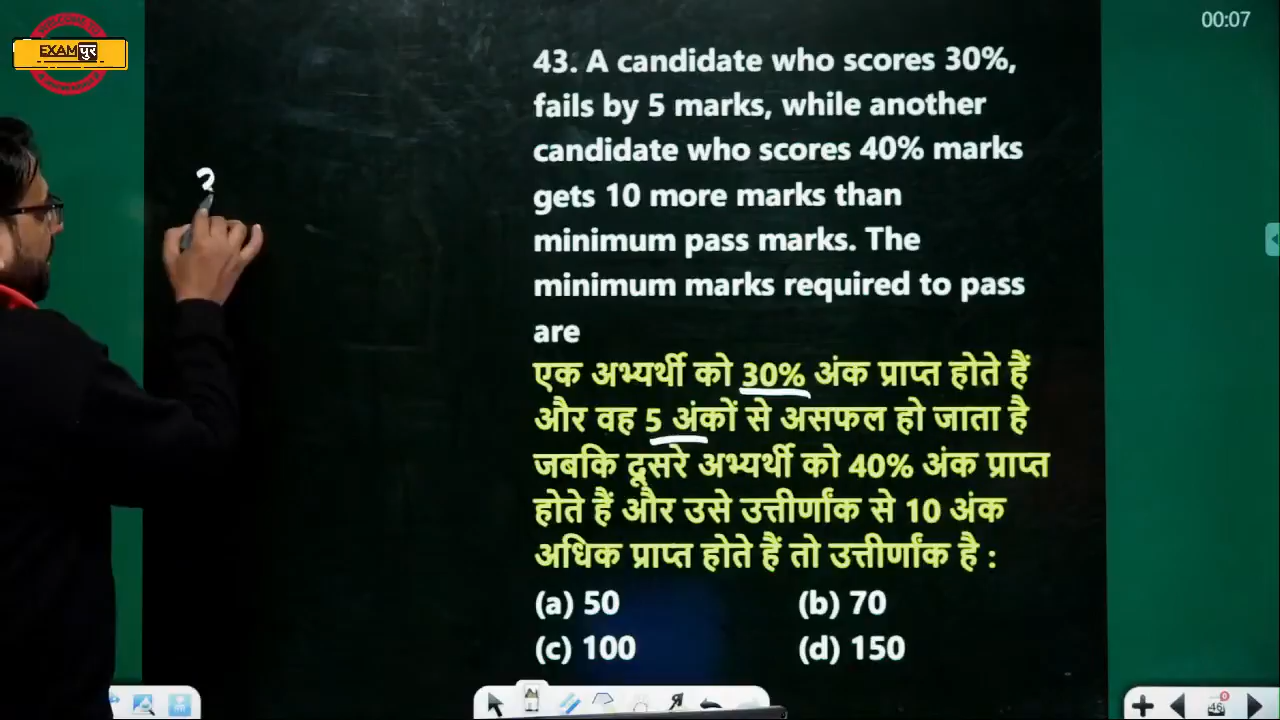 WELCOME TO
EXAMपुर
00:07
43. A candidate who scores 30%,
fails by 5 marks, while another
candidate who scores 40% marks
gets 10 more marks than
minimum pass marks. The
minimum marks required to pass
are
एक अभ्यर्थी को 30% अंक प्राप्त होते हैं
और वह 5 अंकों से असफल हो जाता है
जबकि दूसरे अभ्यर्थी को 40% अंक प्राप्त
होते हैं और उसे उत्तीर्णांक से 10 अंक
अधिक प्राप्त होते हैं तो उत्तीर्णांक है :
(a) 50 (b) 70
(c) 100 (d) 150
46